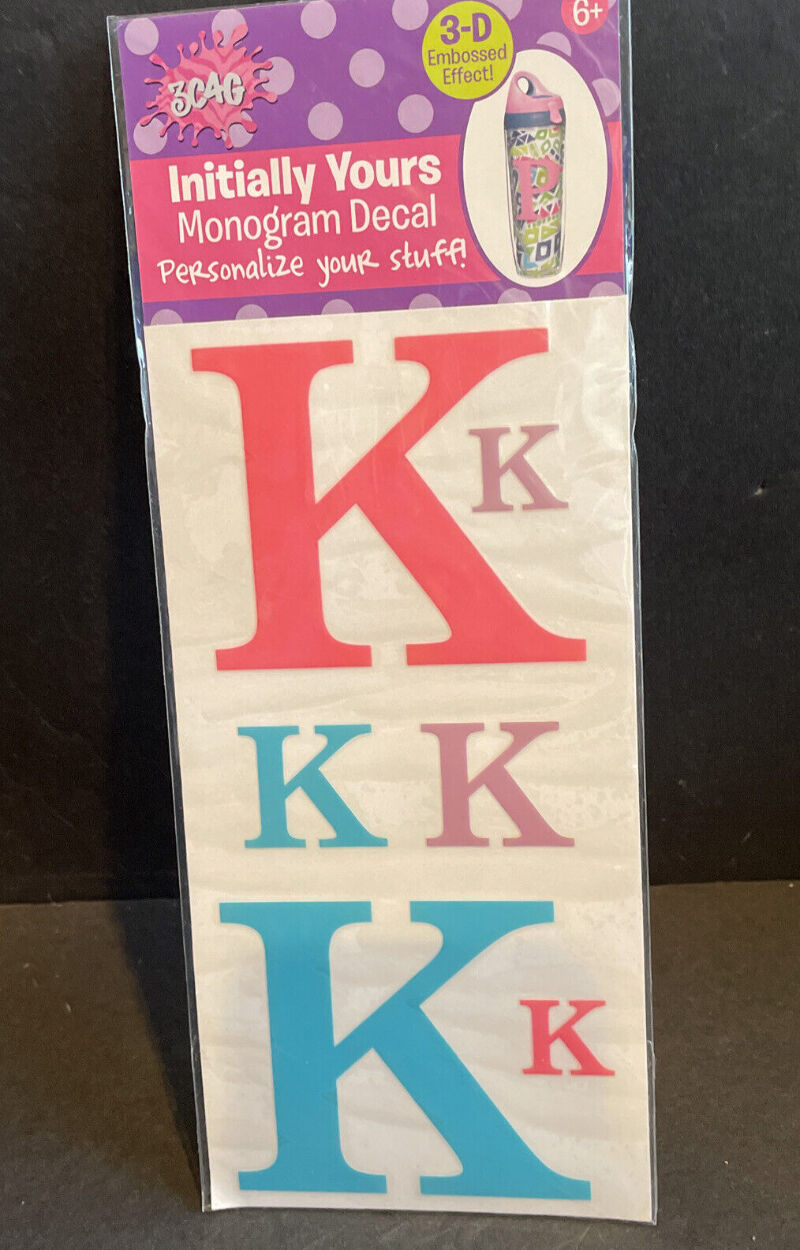 3C4G
3-D
Embossed
Effect!
6+
Initially Yours
Monogram Decal
Personalize your stuff!
P
K
K
K K
K
K